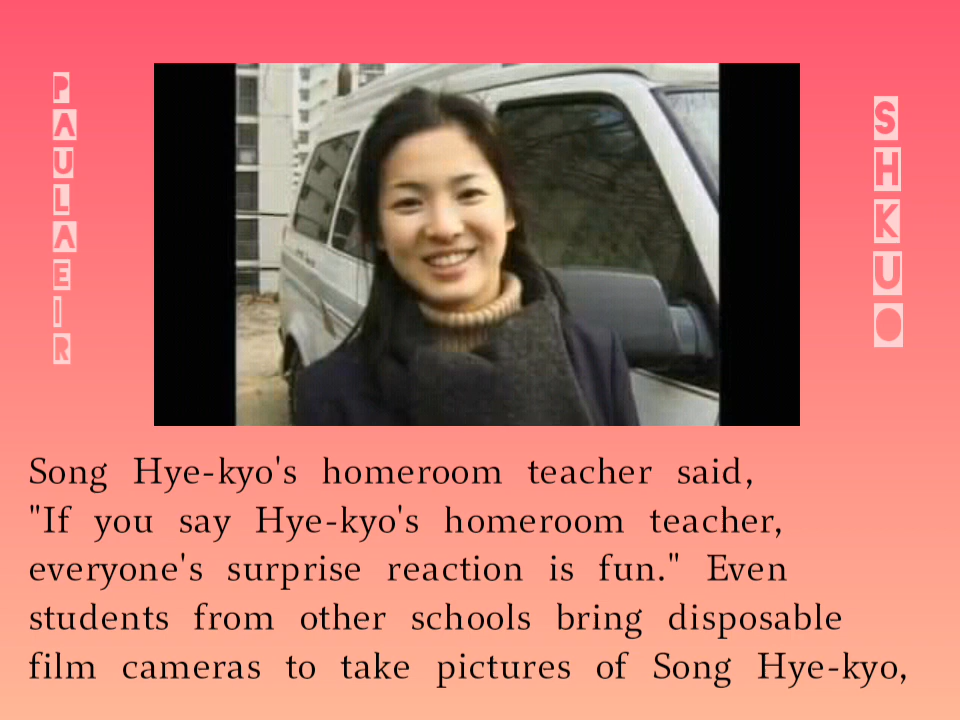 PAULAEIR
SHKUO
Song Hye-kyo's homeroom teacher said,
"If you say Hye-kyo's homeroom teacher,
everyone's surprise reaction is fun." Even
students from other schools bring disposable
film cameras to take pictures of Song Hye-kyo,